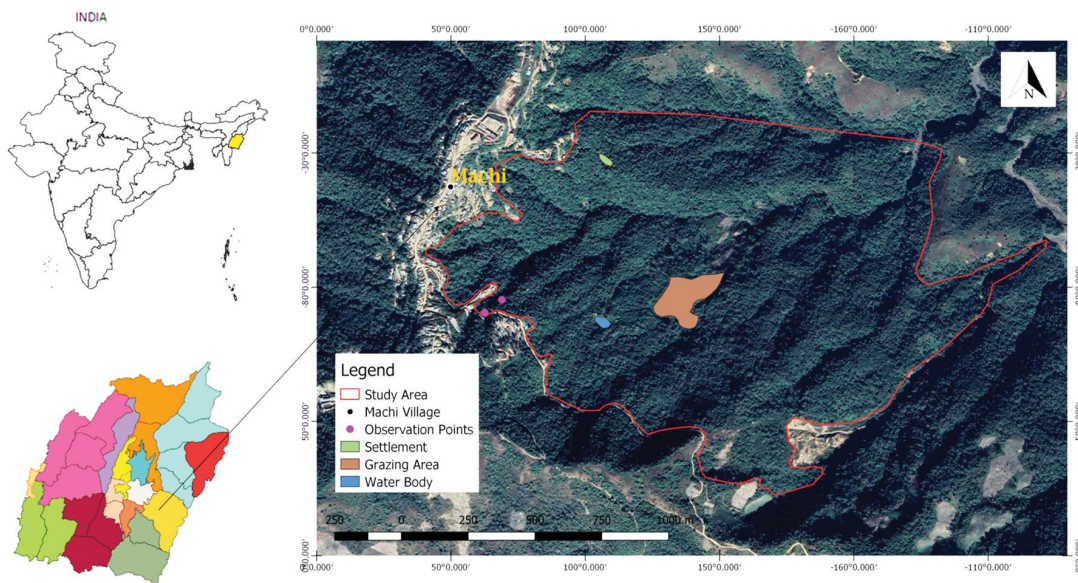 INDIA
0°0.000'
50°0.000'
100°0.000'
150°0.000'
-160°0.000'
-110°0.000'
N
-30°0.000'
Machi
-80°0.000'
Legend
Study Area
Machi Village
Observation Points
Settlement
Grazing Area
Water Body
50°0.000'
250 0 250 500 750 1000 m
0°0.000'
50°0.000'
100°0.000'
150°0.000'
-160°0.000'
-110°0.000'